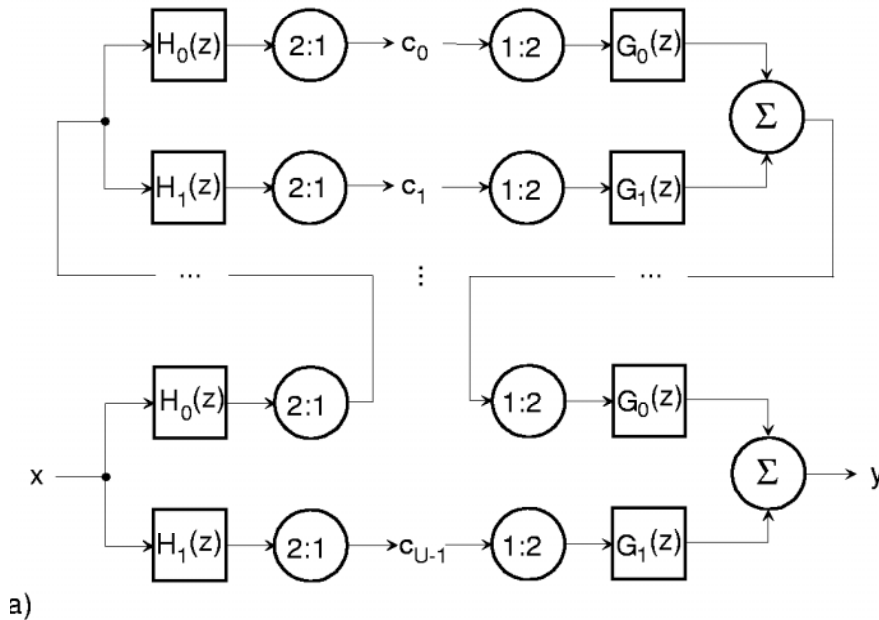 H₀(z) 2:1 c₀ 1:2 G₀(z)
Σ
H₁(z) 2:1 c₁ 1:2 G₁(z)
... ⋮ ...
H₀(z) 2:1 1:2 G₀(z)
x Σ y
H₁(z) 2:1 c_{U-1} 1:2 G₁(z)
a)